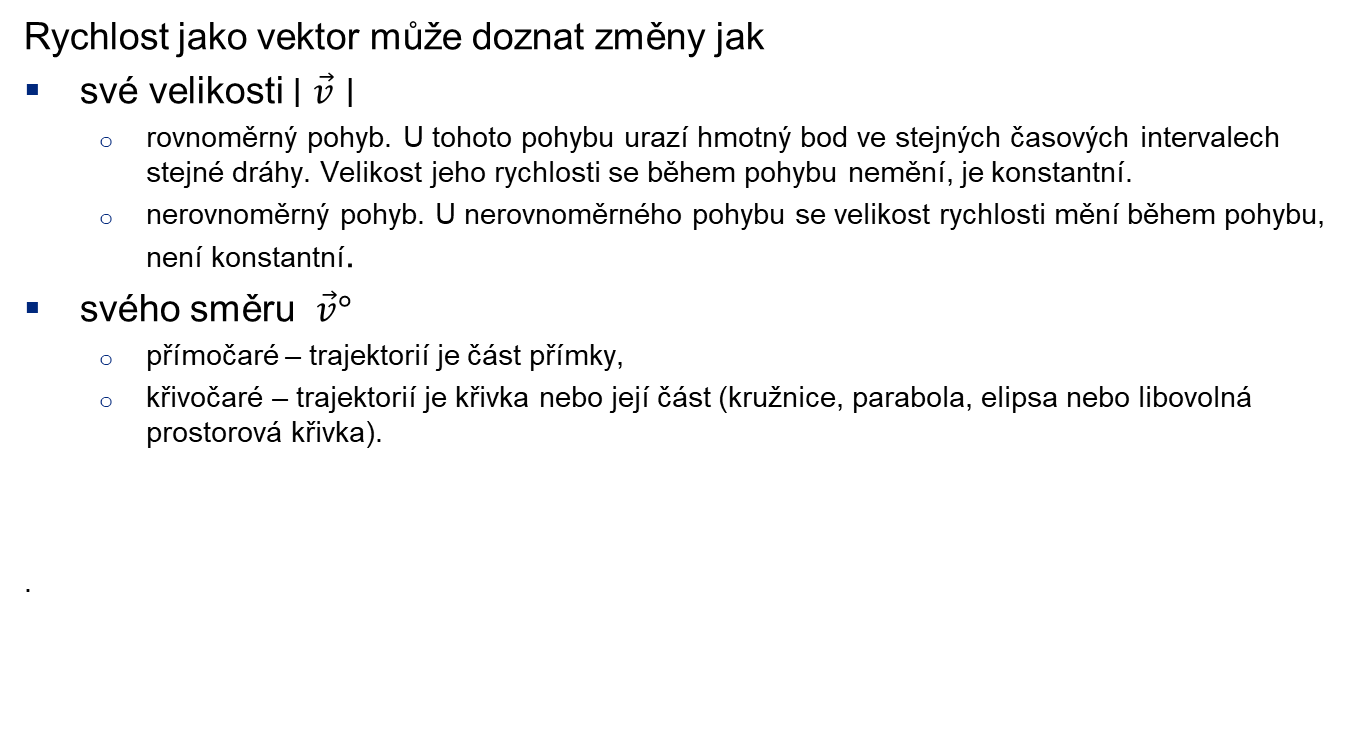 Rychlost jako vektor může doznat změny jak
▪ své velikosti | v⃗ |
o rovnoměrný pohyb. U tohoto pohybu urazí hmotný bod ve stejných časových intervalech
stejné dráhy. Velikost jeho rychlosti se během pohybu nemění, je konstantní.
o nerovnoměrný pohyb. U nerovnoměrného pohybu se velikost rychlosti mění během pohybu,
není konstantní.
▪ svého směru v⃗°
o přímočaré – trajektorií je část přímky,
o křivočaré – trajektorií je křivka nebo její část (kružnice, parabola, elipsa nebo libovolná
prostorová křivka).
.